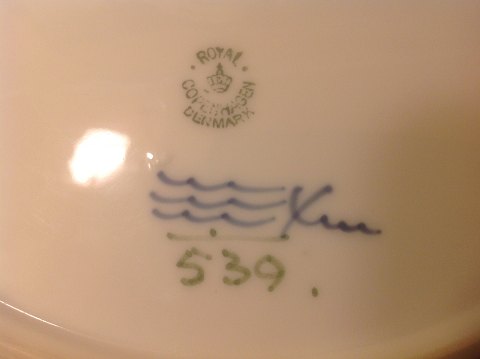 ROYAL
COPENHAGEN
DENMARK
539.